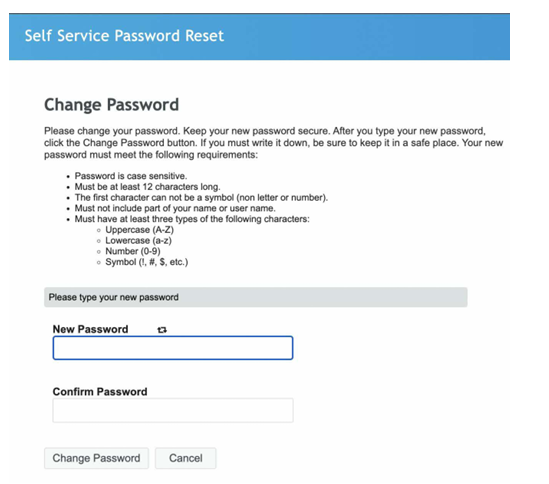 Self Service Password Reset
Change Password
Please change your password. Keep your new password secure. After you type your new password,
click the Change Password button. If you must write it down, be sure to keep it in a safe place. Your new
password must meet the following requirements:
• Password is case sensitive.
• Must be at least 12 characters long.
• The first character can not be a symbol (non letter or number).
• Must not include part of your name or user name.
• Must have at least three types of the following characters:
◦ Uppercase (A-Z)
◦ Lowercase (a-z)
◦ Number (0-9)
◦ Symbol (!, #, $, etc.)
Please type your new password
New Password
Confirm Password
Change Password Cancel